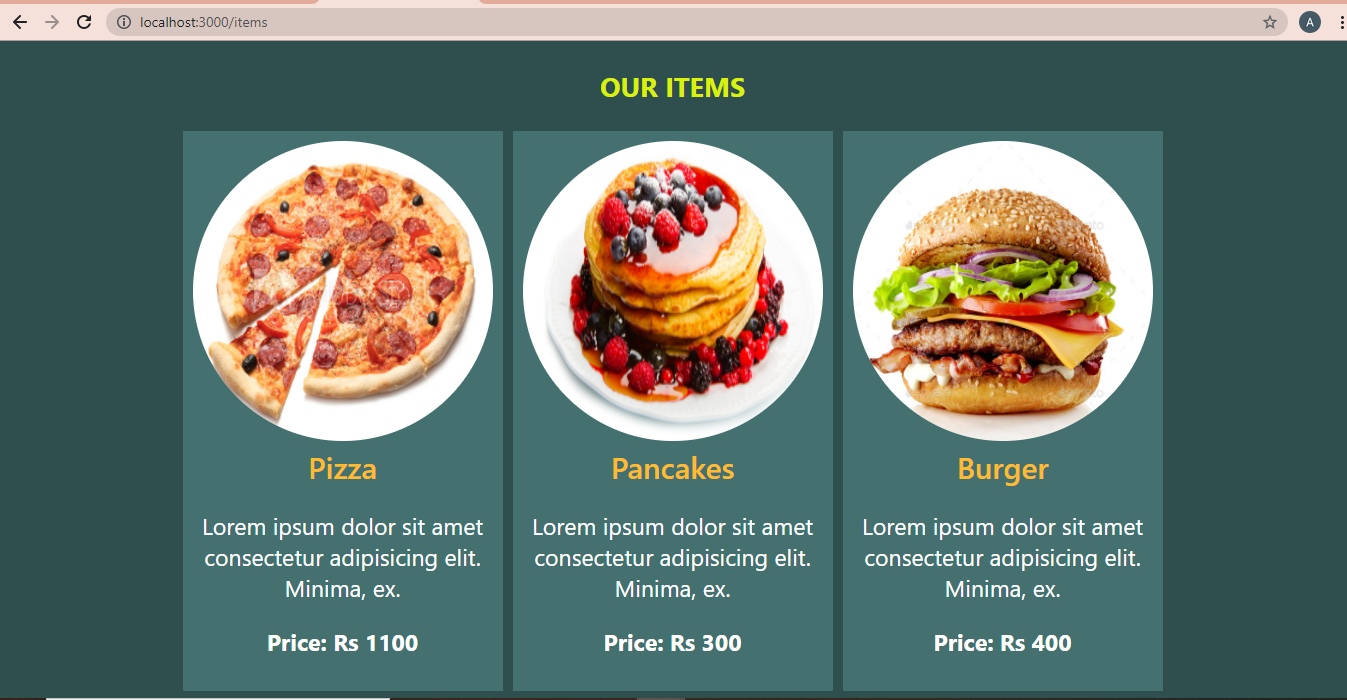 localhost:3000/items
A
OUR ITEMS
Pizza
Lorem ipsum dolor sit amet
consectetur adipisicing elit.
Minima, ex.
Price: Rs 1100
Pancakes
Lorem ipsum dolor sit amet
consectetur adipisicing elit.
Minima, ex.
Price: Rs 300
Burger
Lorem ipsum dolor sit amet
consectetur adipisicing elit.
Minima, ex.
Price: Rs 400